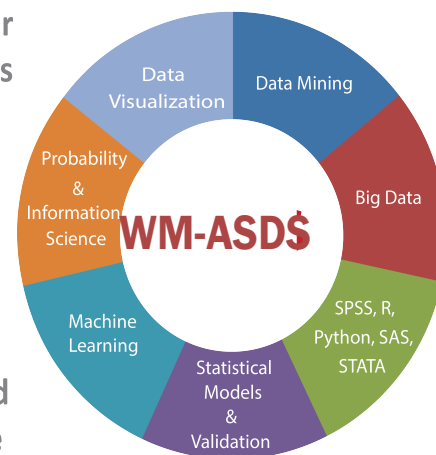 r
s
Data
Visualization
Data Mining
Probability
&
Information
Science
WM-ASDS
Big Data
SPSS, R,
Python, SAS,
STATA
Machine
Learning
Statistical
Models
&
Validation
d
e